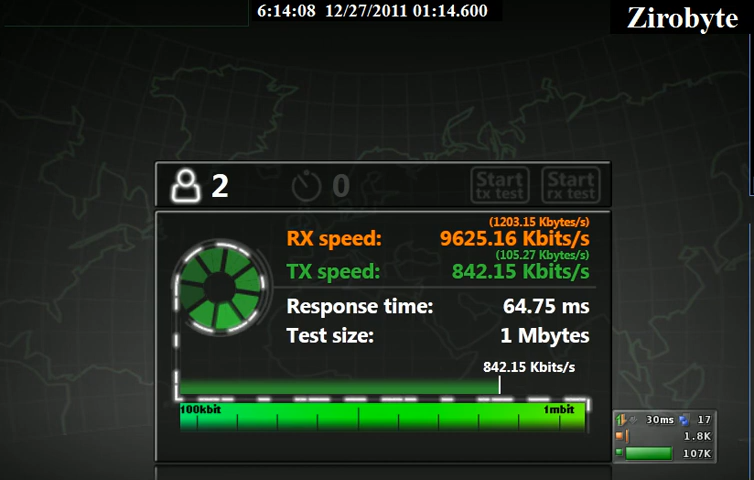 6:14:08 12/27/2011 01:14.600
Zirobyte
2
0
Start
tx test
Start
rx test
(1203.15 Kbytes/s)
RX speed: 9625.16 Kbits/s
(105.27 Kbytes/s)
TX speed: 842.15 Kbits/s
Response time: 64.75 ms
Test size: 1 Mbytes
842.15 Kbits/s
100kbit 1mbit
30ms 17
1.8K
107K